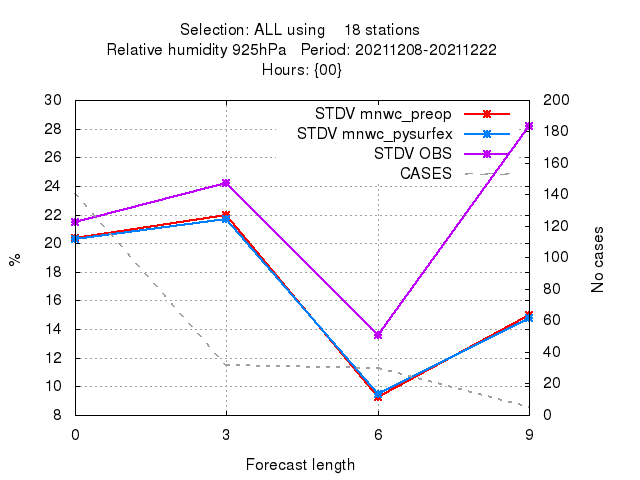 Selection: ALL using 18 stations
Relative humidity 925hPa Period: 20211208-20211222
Hours: {00}
STDV mnwc_preop
STDV mnwc_pysurfex
STDV OBS
CASES
30
28
26
24
22
20
18
16
14
12
10
8
%
200
180
160
140
120
100
80
60
40
20
0
No cases
0 3 6 9
Forecast length